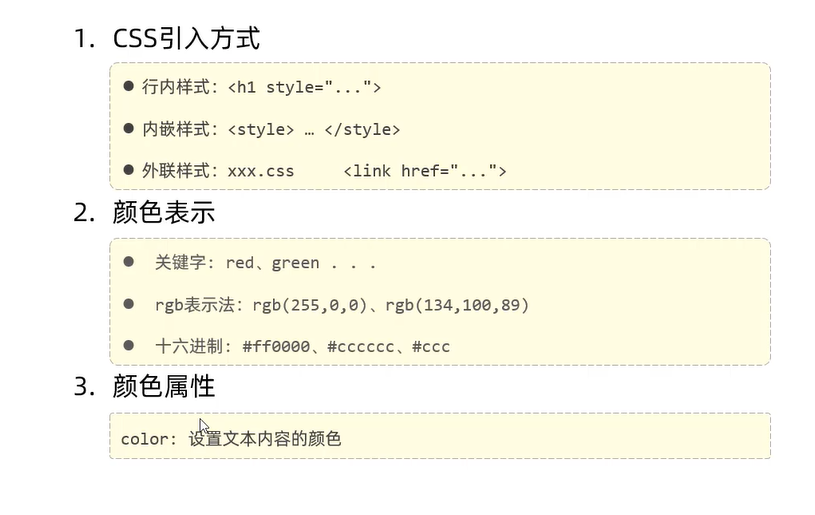 1. CSS引入方式
● 行内样式：<h1 style="...">
● 内嵌样式：<style> … </style>
● 外联样式：xxx.css <link href="...">
2. 颜色表示
● 关键字：red、green . . .
● rgb表示法：rgb(255,0,0)、rgb(134,100,89)
● 十六进制：#ff0000、#cccccc、#ccc
3. 颜色属性
color: 设置文本内容的颜色